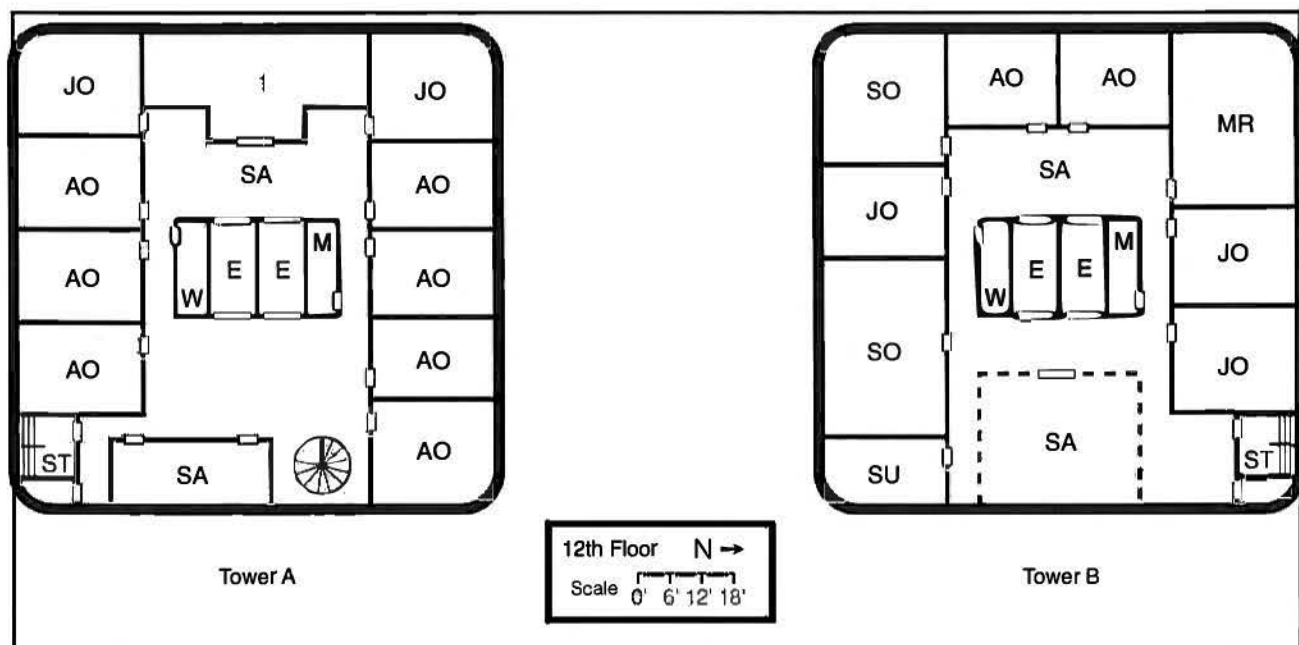 JO
1
JO
AO
SA
AO
AO
W
E
E
M
AO
AO
AO
ST
SA
AO
Tower A
SO
AO
AO
MR
JO
SA
JO
W
E
E
M
SO
JO
SU
SA
ST
Tower B
12th Floor N →
Scale 0' 6' 12' 18'